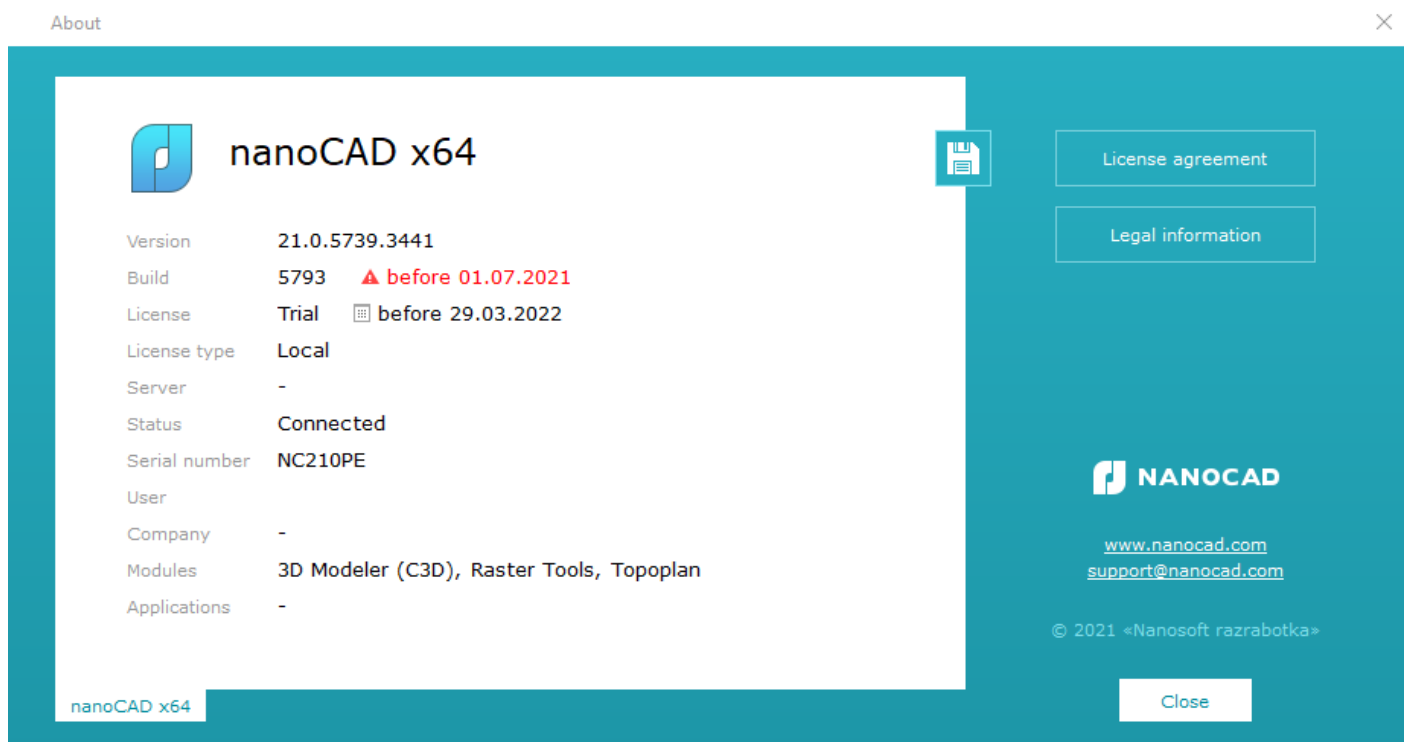 About
nanoCAD x64
Version 21.0.5739.3441
Build 5793 before 01.07.2021
License Trial before 29.03.2022
License type Local
Server -
Status Connected
Serial number NC210PE
User
Company -
Modules 3D Modeler (C3D), Raster Tools, Topoplan
Applications -
nanoCAD x64
License agreement
Legal information
NANOCAD
www.nanocad.com
support@nanocad.com
© 2021 «Nanosoft razrabotka»
Close